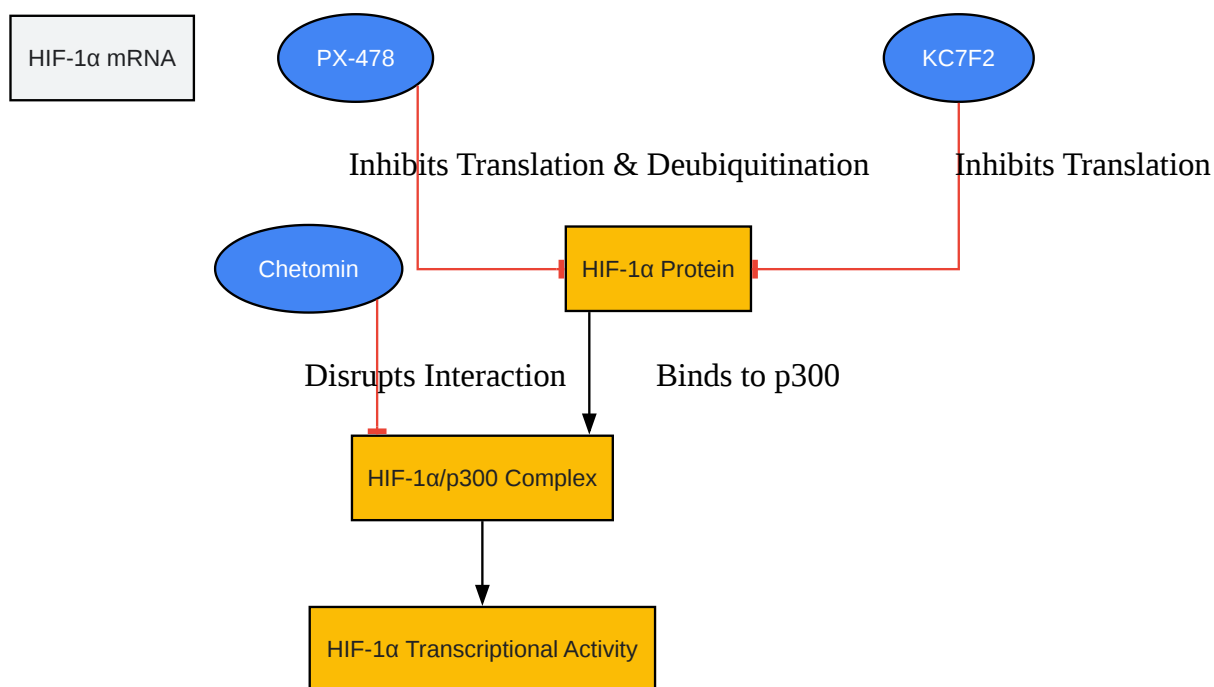 HIF-1α mRNA
PX-478
KC7F2
Inhibits Translation & Deubiquitination
Inhibits Translation
Chetomin
HIF-1α Protein
Disrupts Interaction
Binds to p300
HIF-1α/p300 Complex
HIF-1α Transcriptional Activity